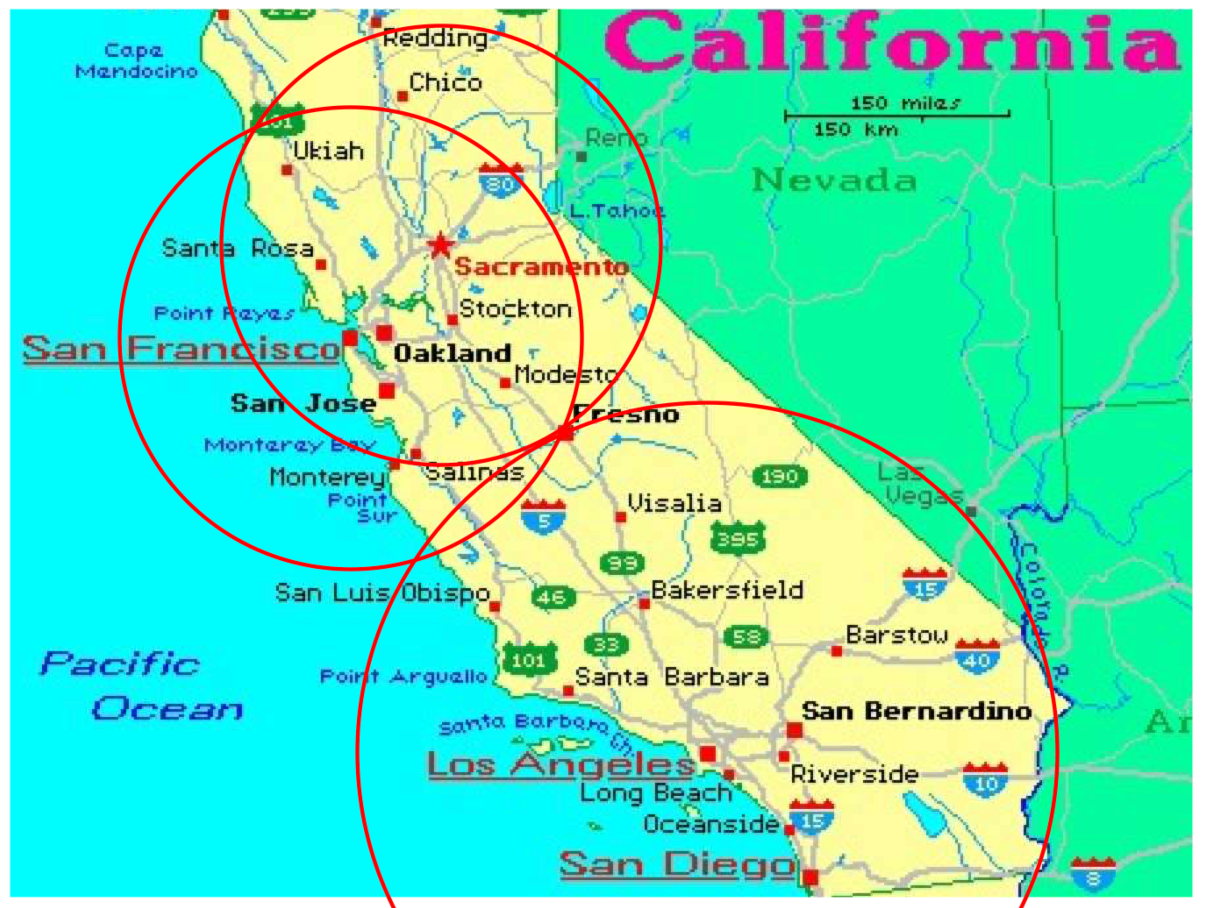 California
Redding
Cape
Mendocino
Chico
150 miles
150 km
101
Reno
Ukiah
80
Nevada
L.Tahoe
Santa Rosa
Sacramento
Point Reyes
Stockton
San Francisco
Oakland
Modesto
San Jose
Fresno
Monterey Bay
Monterey
Salinas
190
Las
Vegas
Point
Sur
5
Visalia
395
99
Colorado R.
San Luis Obispo
46
Bakersfield
15
33
58
Barstow
40
Pacific
Ocean
101
Point Arguello
Santa Barbara
Santa Barbara Ch.
San Bernardino
Ar
Los Angeles
Riverside
10
Long Beach
Oceanside
15
San Diego
8